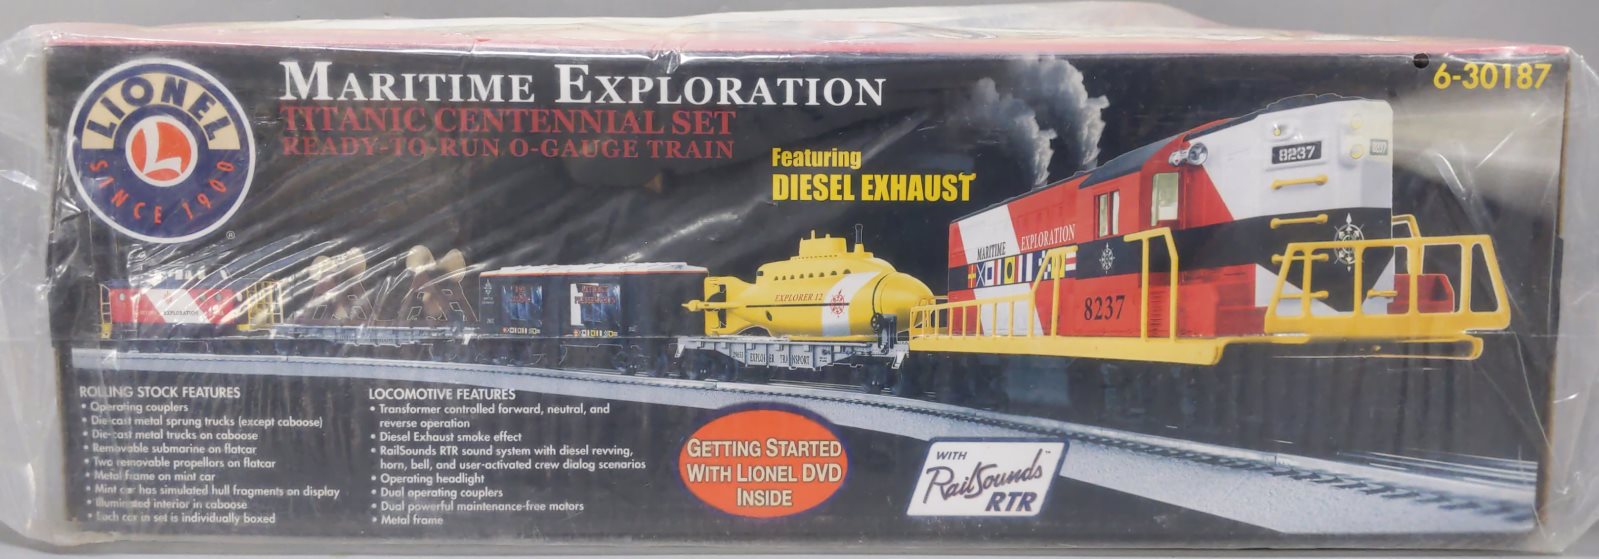 LIONEL
SINCE 1900
®
MARITIME EXPLORATION
TITANIC CENTENNIAL SET
READY-TO-RUN O-GAUGE TRAIN
6-30187
Featuring
DIESEL EXHAUST
8237
MARITIME EXPLORATION
8237
EXPLORER 12
EXPLORER TRANSPORT
EXPLORATION
ROLLING STOCK FEATURES
• Operating couplers
• Die-cast metal sprung trucks (except caboose)
• Die-cast metal trucks on caboose
• Removable submarine on flatcar
• Two removable propellors on flatcar
• Metal frame on mint car
• Mint car has simulated hull fragments on display
• Illuminated interior in caboose
• Each car in set is individually boxed
LOCOMOTIVE FEATURES
• Transformer controlled forward, neutral, and
reverse operation
• Diesel Exhaust smoke effect
• RailSounds RTR sound system with diesel revving,
horn, bell, and user-activated crew dialog scenarios
• Operating headlight
• Dual operating couplers
• Dual powerful maintenance-free motors
• Metal frame
GETTING STARTED
WITH LIONEL DVD
INSIDE
WITH
RailSounds™
RTR